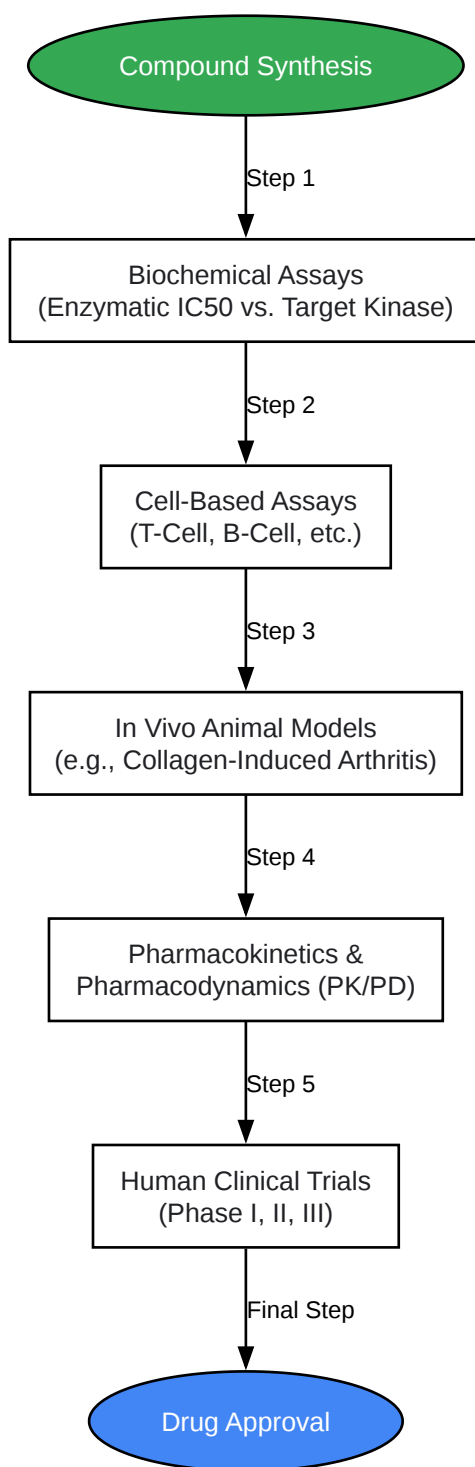 Compound Synthesis
Step 1
Biochemical Assays
(Enzymatic IC50 vs. Target Kinase)
Step 2
Cell-Based Assays
(T-Cell, B-Cell, etc.)
Step 3
In Vivo Animal Models
(e.g., Collagen-Induced Arthritis)
Step 4
Pharmacokinetics &
Pharmacodynamics (PK/PD)
Step 5
Human Clinical Trials
(Phase I, II, III)
Final Step
Drug Approval